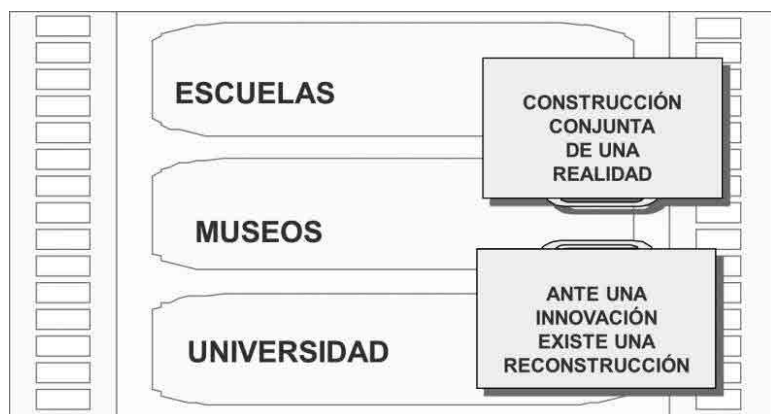 ESCUELAS
CONSTRUCCIÓN
CONJUNTA
DE UNA
REALIDAD
MUSEOS
UNIVERSIDAD
ANTE UNA
INNOVACIÓN
EXISTE UNA
RECONSTRUCCIÓN